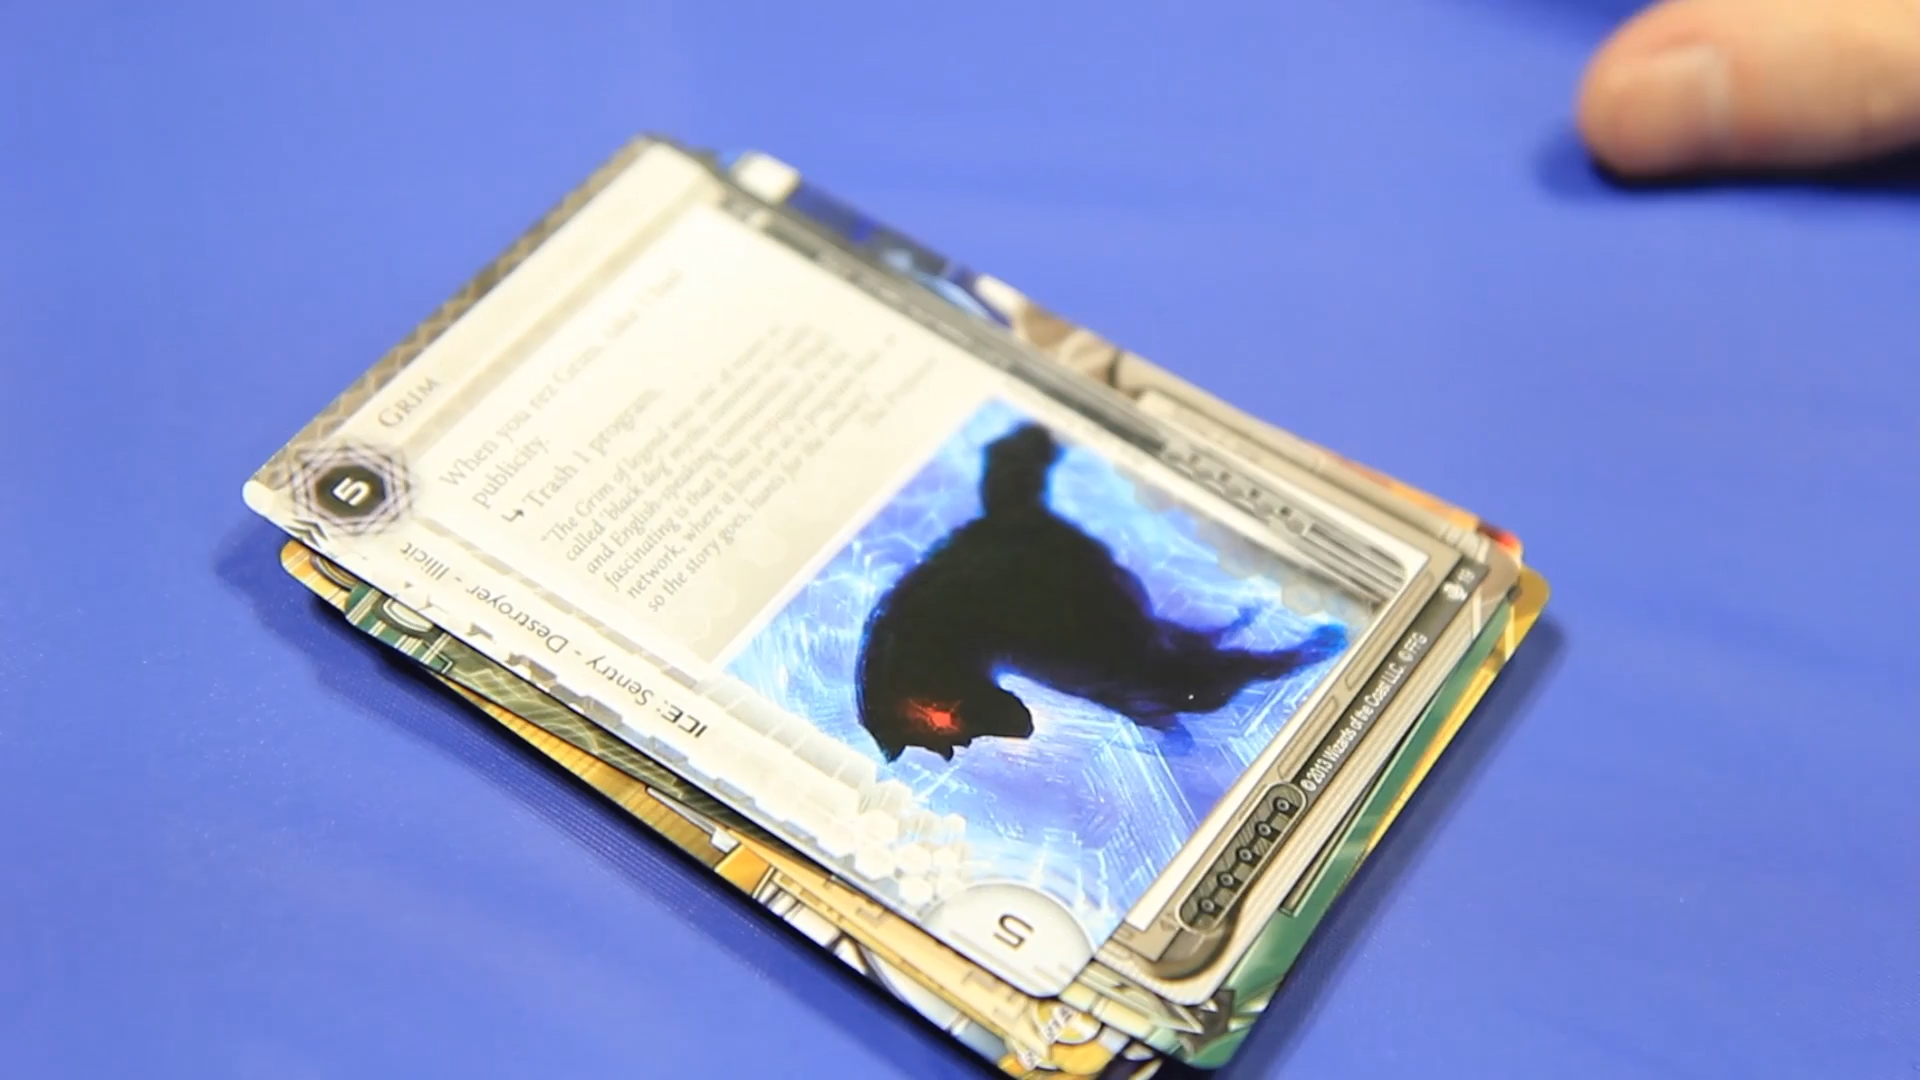 5
GRIM
When you rez Grim, take 1 bad
publicity.
↳ Trash 1 program.
"The Grim of legend was one of many so-
called 'black dog' myths common to
and English-speaking communities. What's
fascinating is that it has propagated to the
network, where it lives on as a program that,
so the story goes, hunts for the unwary."
ICE: Sentry - Destroyer - Illicit
5
© 2013 Wizards of the Coast LLC. © FFG
19